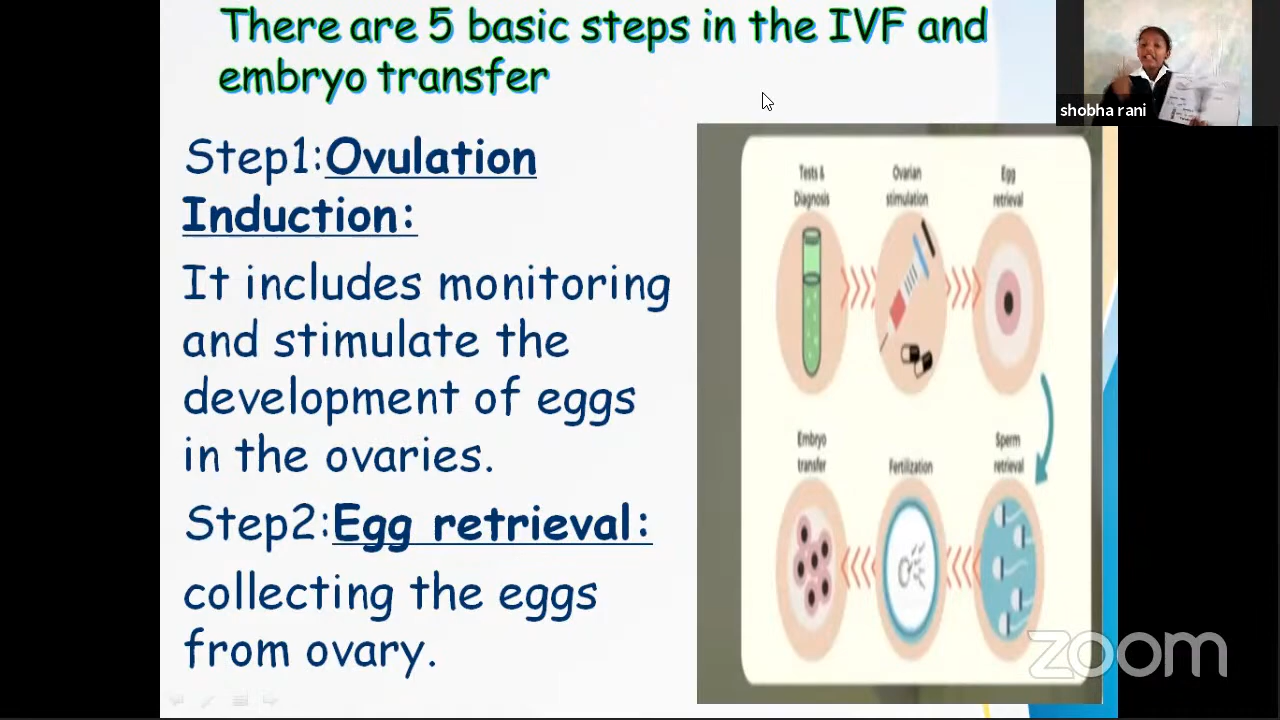 There are 5 basic steps in the IVF and
embryo transfer
shobha rani
Step1:Ovulation
Induction:
It includes monitoring
and stimulate the
development of eggs
in the ovaries.
Step2:Egg retrieval:
collecting the eggs
from ovary.
Tests &
Diagnosis
Ovarian
stimulation
Egg
retrieval
Embryo
transfer
Fertilization
Sperm
retrieval
zoom